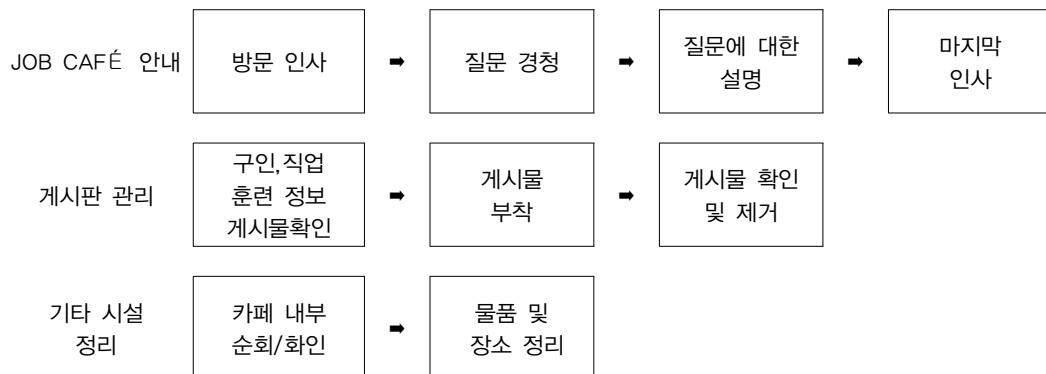 JOB CAFÉ 안내
방문 인사
➡
질문 경청
➡
질문에 대한
설명
➡
마지막
인사
게시판 관리
구인,직업
훈련 정보
게시물확인
➡
게시물
부착
➡
게시물 확인
및 제거
기타 시설
정리
카페 내부
순회/화인
➡
물품 및
장소 정리